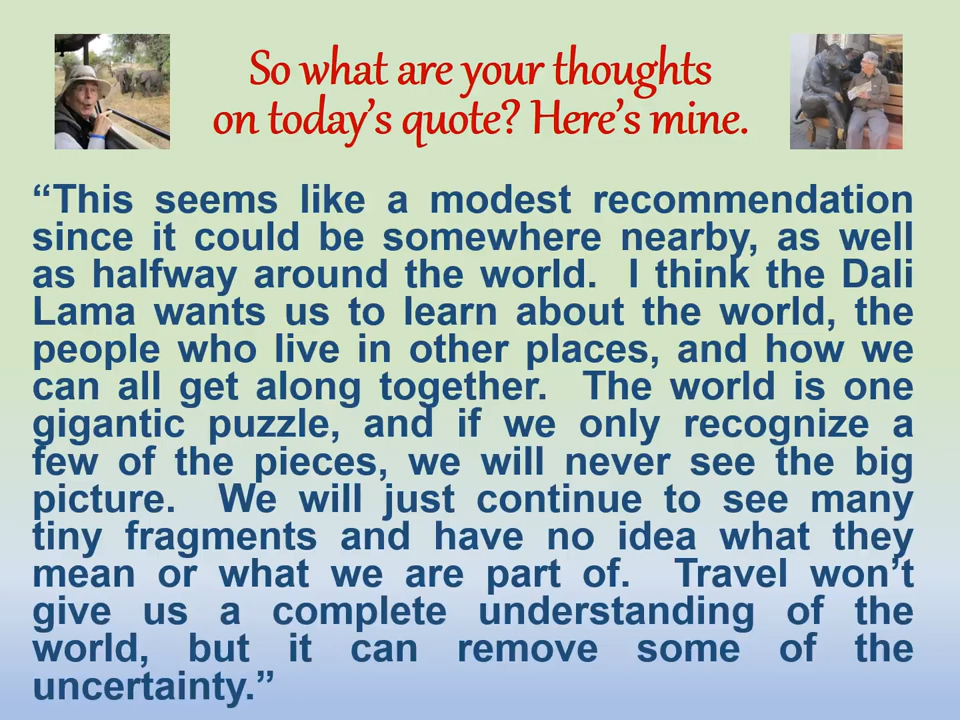 So what are your thoughts
on today’s quote? Here’s mine.
“This seems like a modest recommendation
since it could be somewhere nearby, as well
as halfway around the world. I think the Dali
Lama wants us to learn about the world, the
people who live in other places, and how we
can all get along together. The world is one
gigantic puzzle, and if we only recognize a
few of the pieces, we will never see the big
picture. We will just continue to see many
tiny fragments and have no idea what they
mean or what we are part of. Travel won’t
give us a complete understanding of the
world, but it can remove some of the
uncertainty.”